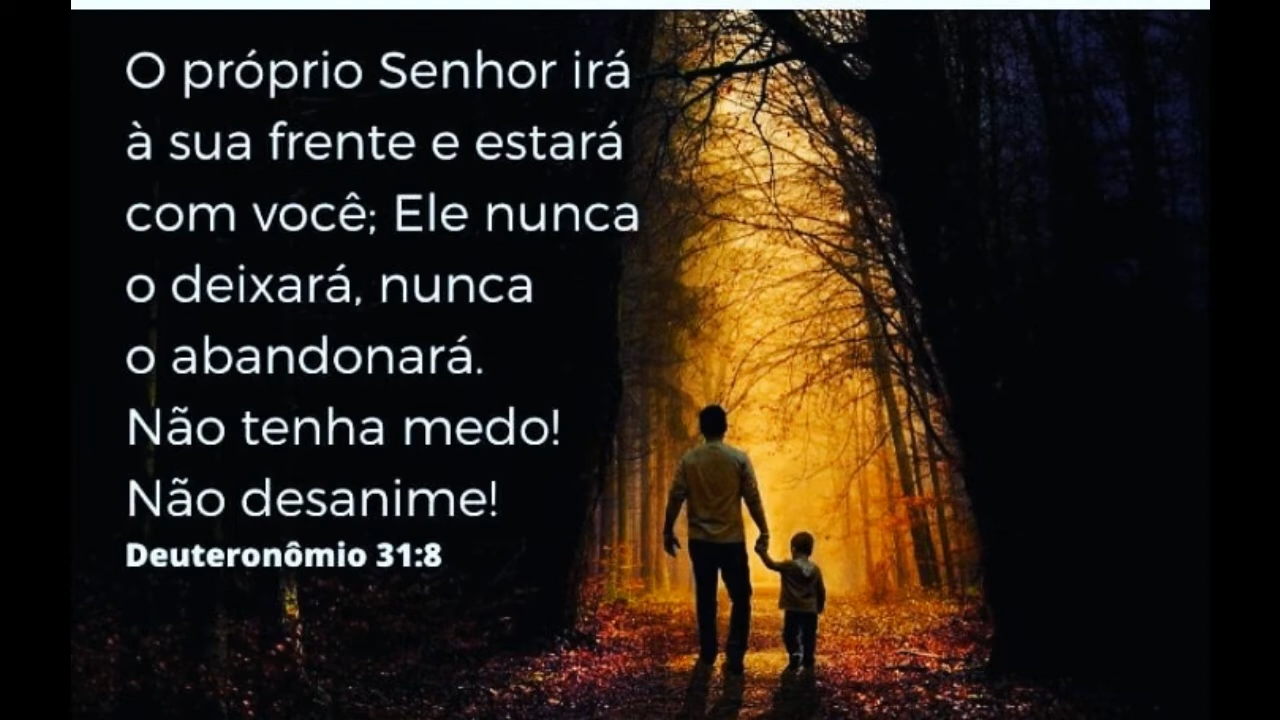 O próprio Senhor irá
à sua frente e estará
com você; Ele nunca
o deixará, nunca
o abandonará.
Não tenha medo!
Não desanime!
Deuteronômio 31:8